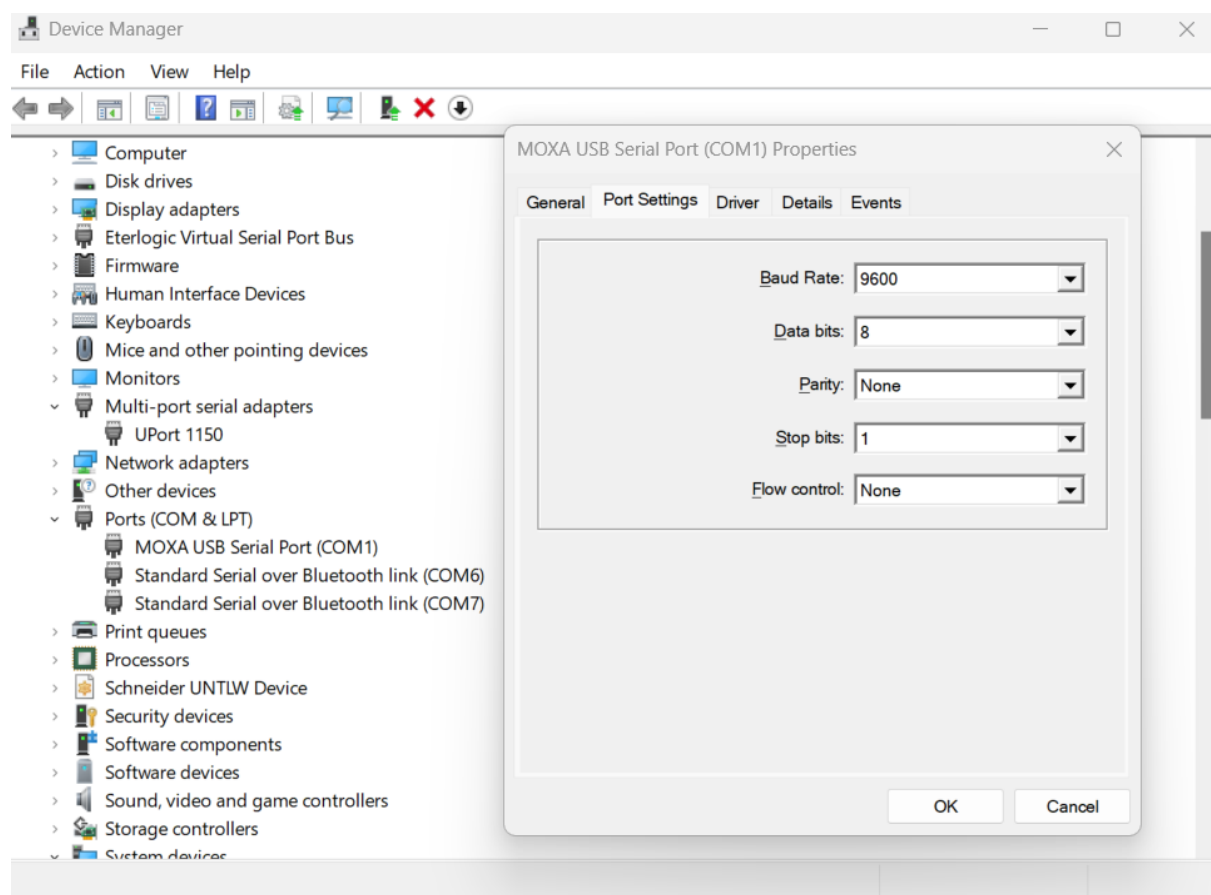 Device Manager
File Action View Help
Computer
Disk drives
Display adapters
Eterlogic Virtual Serial Port Bus
Firmware
Human Interface Devices
Keyboards
Mice and other pointing devices
Monitors
Multi-port serial adapters
UPort 1150
Network adapters
Other devices
Ports (COM & LPT)
MOXA USB Serial Port (COM1)
Standard Serial over Bluetooth link (COM6)
Standard Serial over Bluetooth link (COM7)
Print queues
Processors
Schneider UNTLW Device
Security devices
Software components
Software devices
Sound, video and game controllers
Storage controllers
System devices
MOXA USB Serial Port (COM1) Properties
General Port Settings Driver Details Events
Baud Rate: 9600
Data bits: 8
Parity: None
Stop bits: 1
Flow control: None
OK Cancel